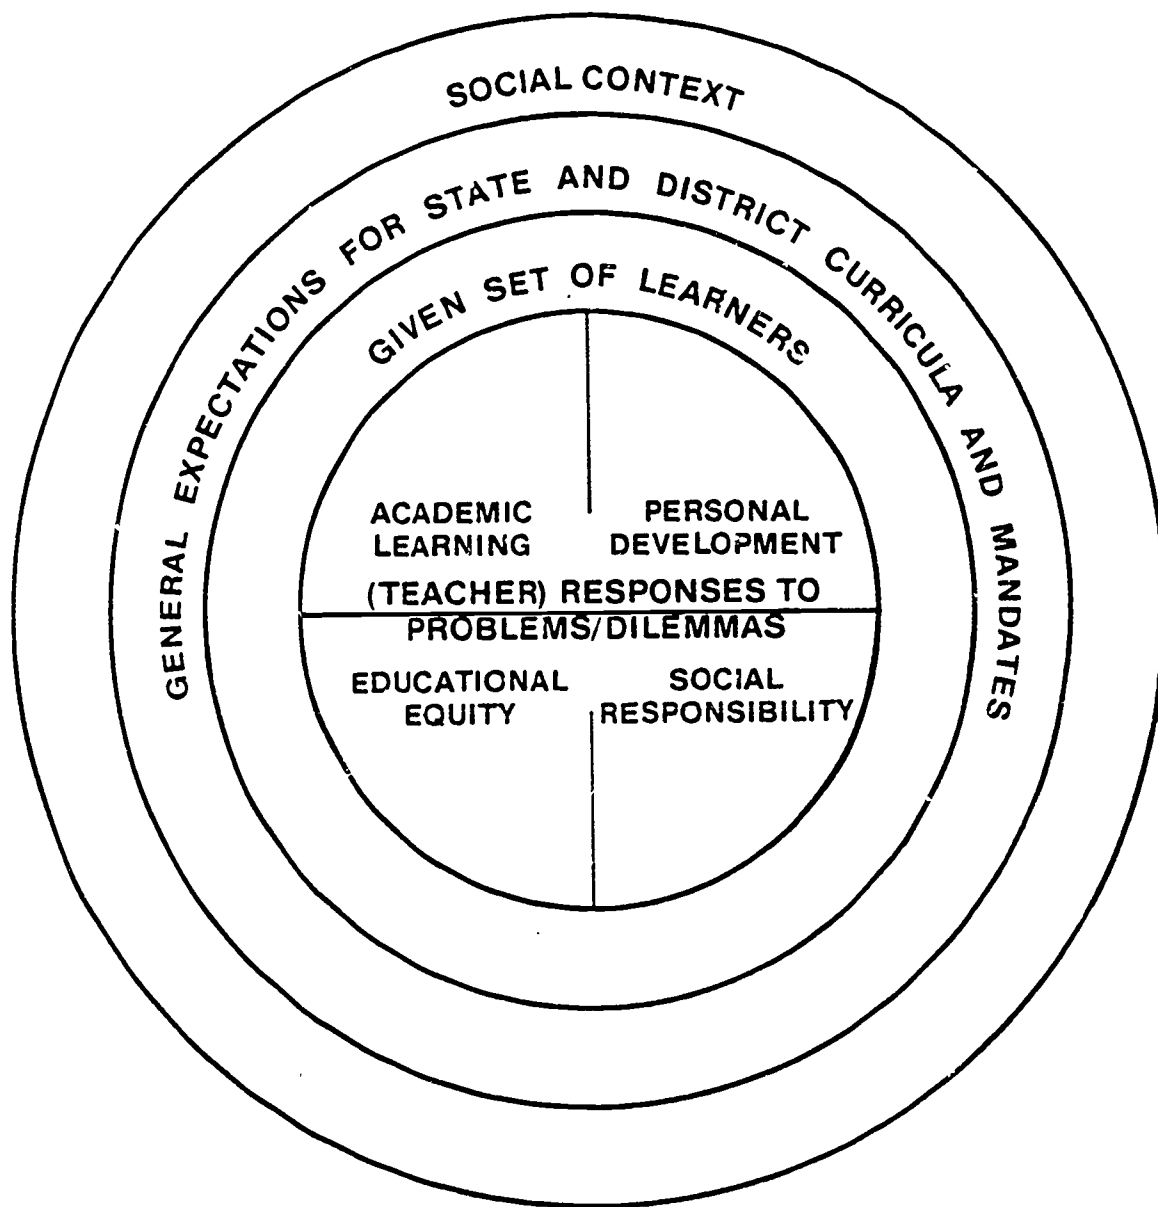 SOCIAL CONTEXT
GENERAL EXPECTATIONS FOR STATE AND DISTRICT CURRICULA AND MANDATES
GIVEN SET OF LEARNERS
ACADEMIC
LEARNING
PERSONAL
DEVELOPMENT
(TEACHER) RESPONSES TO
PROBLEMS/DILEMMAS
EDUCATIONAL
EQUITY
SOCIAL
RESPONSIBILITY